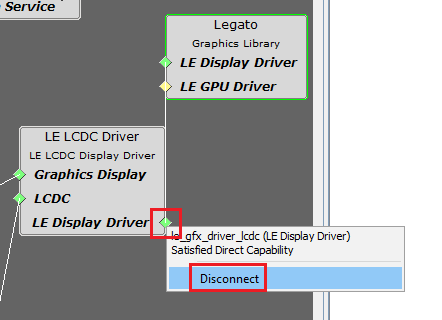 n Service
Legato
Graphics Library
LE Display Driver
LE GPU Driver
LE LCDC Driver
LE LCDC Display Driver
Graphics Display
LCDC
LE Display Driver
le_gfx_driver_lcdc (LE Display Driver)
Satisfied Direct Capability
Disconnect